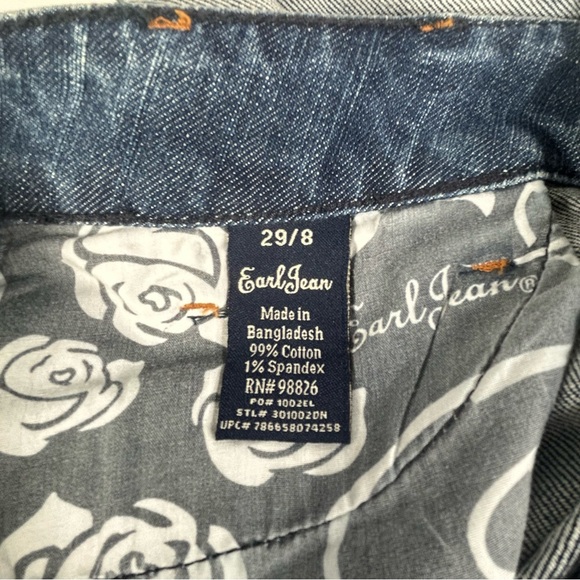 29/8
Earl Jean
Made in
Bangladesh
99% Cotton
1% Spandex
RN# 98826
PO# 1002EL
STL# 301002DN
UPC# 786658074258
Earl Jean®